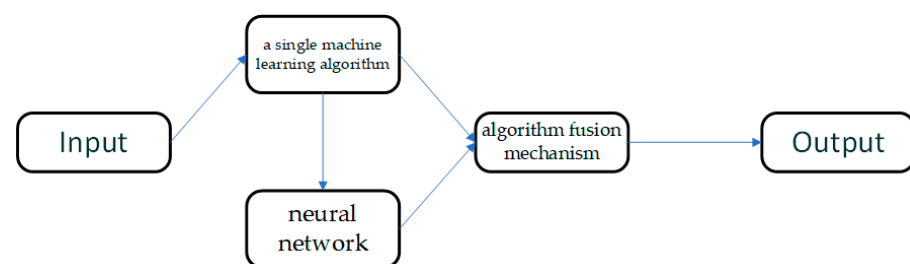 Input
a single machine
learning algorithm
neural
network
algorithm fusion
mechanism
Output